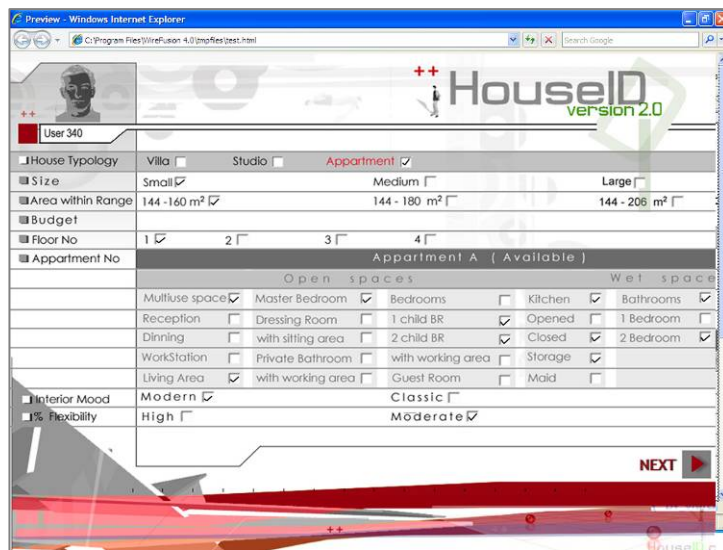 Preview - Windows Internet Explorer
C:\Program Files\WireFusion 4.0\tmpfiles\test.html
Search Google
++
HouseID
version 2.0
++
User 340
House Typology Villa Studio Appartment
Size Small Medium Large
Area within Range 144 -160 m² 144 - 180 m² 144 - 206 m²
Budget
Floor No 1 2 3 4
Appartment No Appartment A ( Available )
Open spaces Wet space
Multiuse space Master Bedroom Bedrooms Kitchen Bathrooms
Reception Dressing Room 1 child BR Opened 1 Bedroom
Dinning with sitting area 2 child BR Closed 2 Bedroom
WorkStation Private Bathroom with working area Storage
Living Area with working area Guest Room Maid
Interior Mood Modern Classic
% Flexibility High Moderate
NEXT
++
HouseID